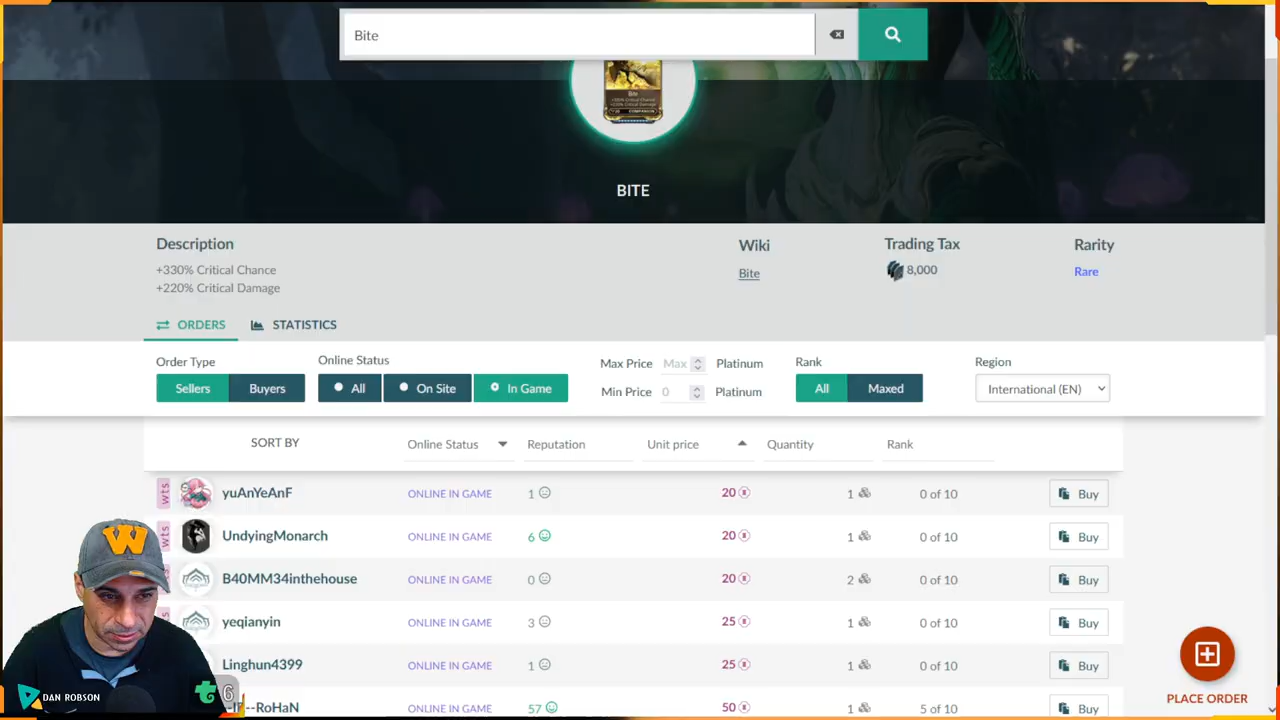 Bite
Bite
BITE
Description
Wiki
Trading Tax
Rarity
+330% Critical Chance
+220% Critical Damage
Bite
8,000
Rare
ORDERS
STATISTICS
Order Type
Online Status
Max Price
Max
Platinum
Rank
Region
Sellers
Buyers
All
On Site
In Game
Min Price
0
Platinum
All
Maxed
International (EN)
SORT BY
Online Status
Reputation
Unit price
Quantity
Rank
wts yuAnYeAnF ONLINE IN GAME 1 20 1 0 of 10 Buy
wts UndyingMonarch ONLINE IN GAME 6 20 1 0 of 10 Buy
B40MM34inthehouse ONLINE IN GAME 0 20 2 0 of 10 Buy
yeqianyin ONLINE IN GAME 3 25 1 0 of 10 Buy
Linghun4399 ONLINE IN GAME 1 25 1 0 of 10 Buy
--RoHaN ONLINE IN GAME 57 50 1 5 of 10 Buy
W
DAN ROBSON
6
PLACE ORDER